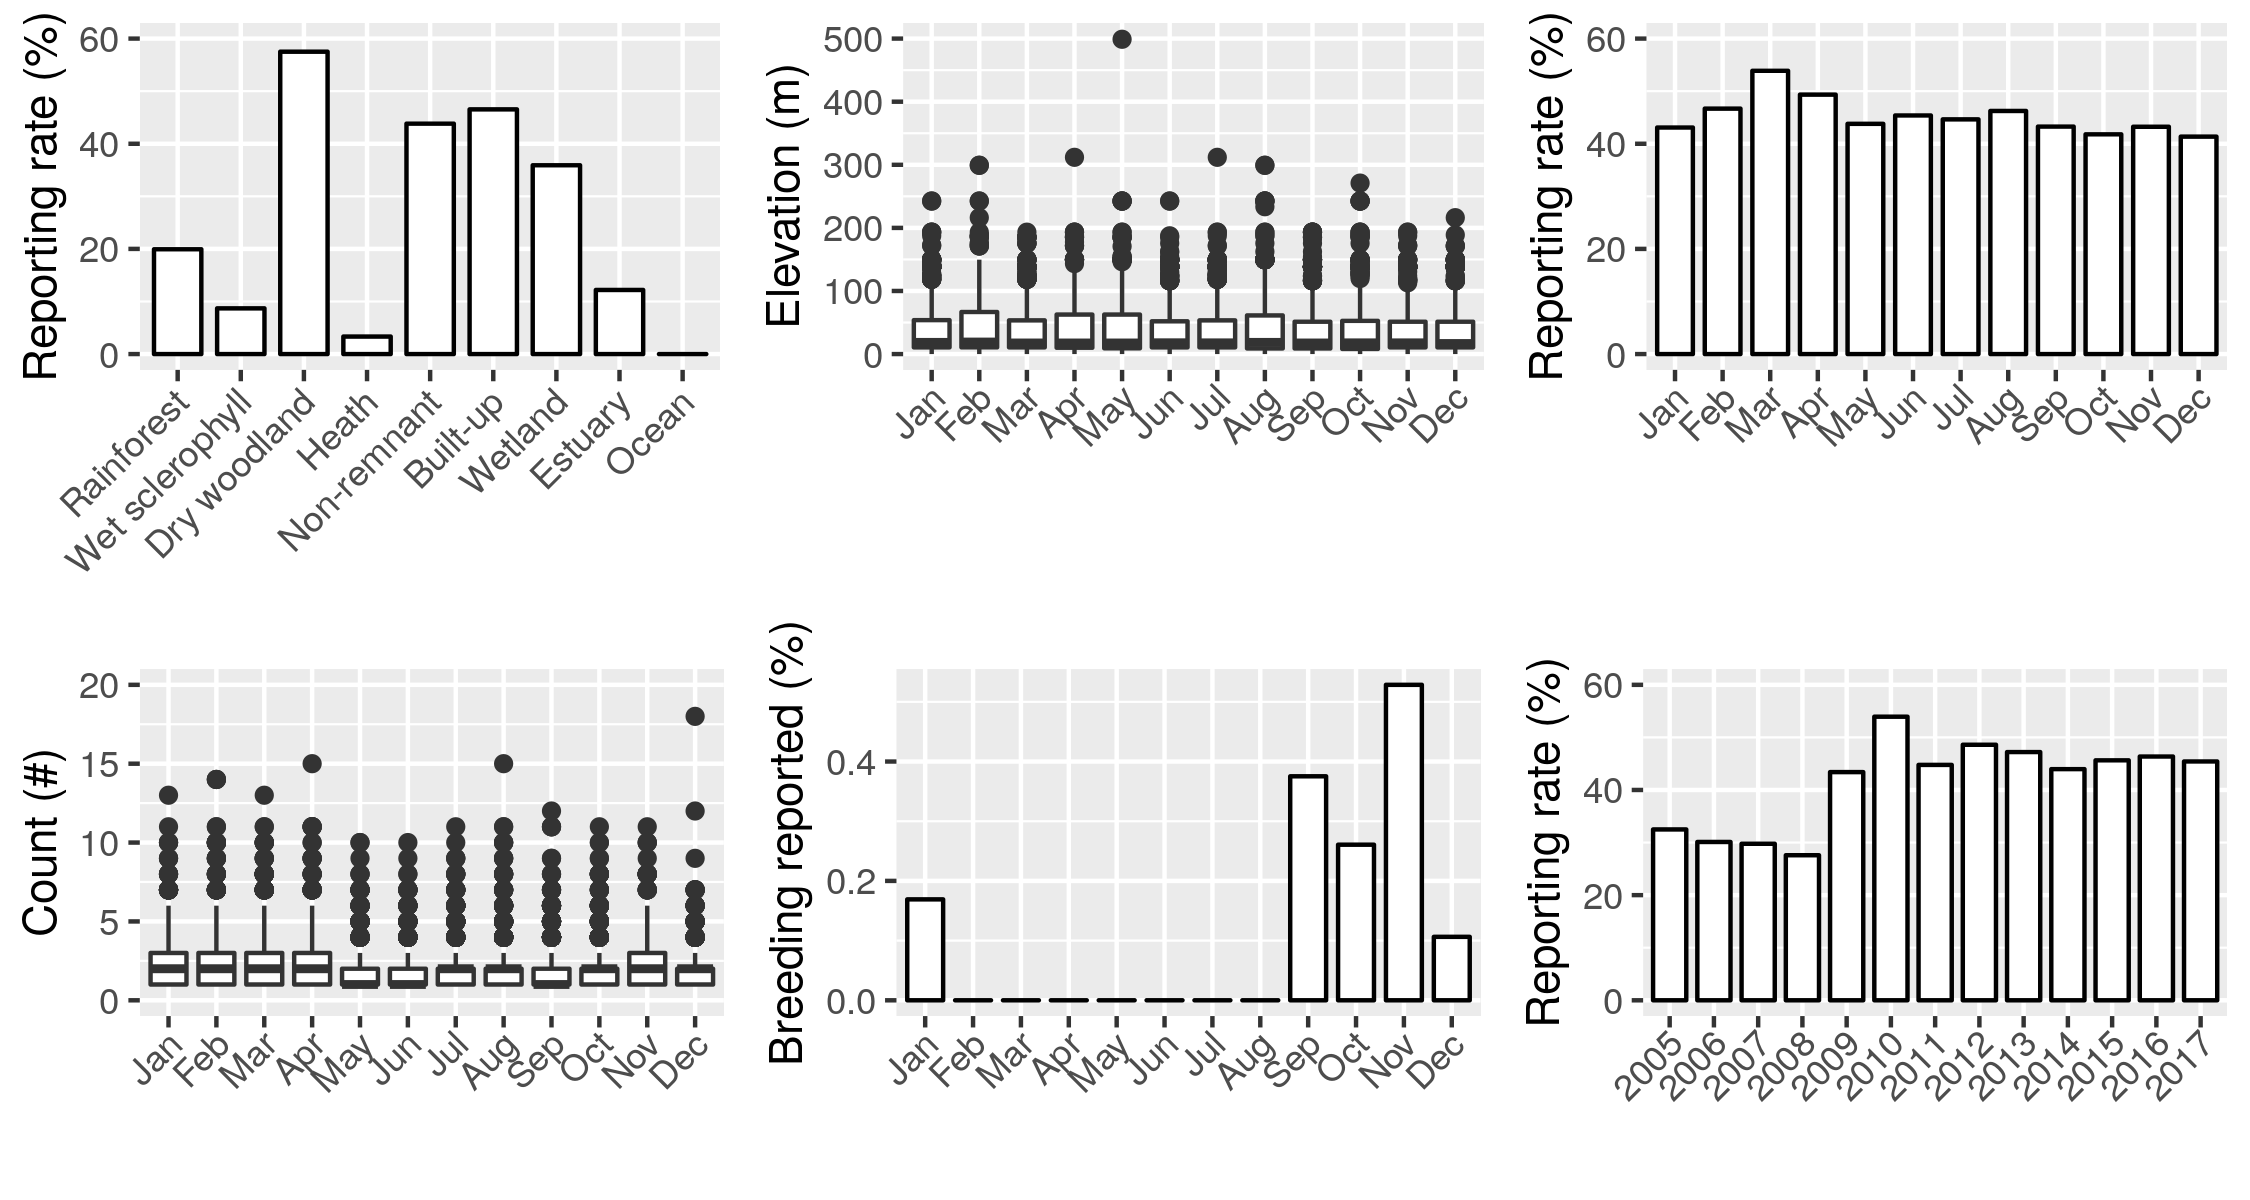 Reporting rate (%)
60
40
20
0
Rainforest
Wet sclerophyll
Dry woodland
Heath
Non-remnant
Built-up
Wetland
Estuary
Ocean
Elevation (m)
500
400
300
200
100
0
Jan
Feb
Mar
Apr
May
Jun
Jul
Aug
Sep
Oct
Nov
Dec
Reporting rate (%)
60
40
20
0
Jan
Feb
Mar
Apr
May
Jun
Jul
Aug
Sep
Oct
Nov
Dec
Count (#)
20
15
10
5
0
Jan
Feb
Mar
Apr
May
Jun
Jul
Aug
Sep
Oct
Nov
Dec
Breeding reported (%)
0.4
0.2
0.0
Jan
Feb
Mar
Apr
May
Jun
Jul
Aug
Sep
Oct
Nov
Dec
Reporting rate (%)
60
40
20
0
2005
2006
2007
2008
2009
2010
2011
2012
2013
2014
2015
2016
2017